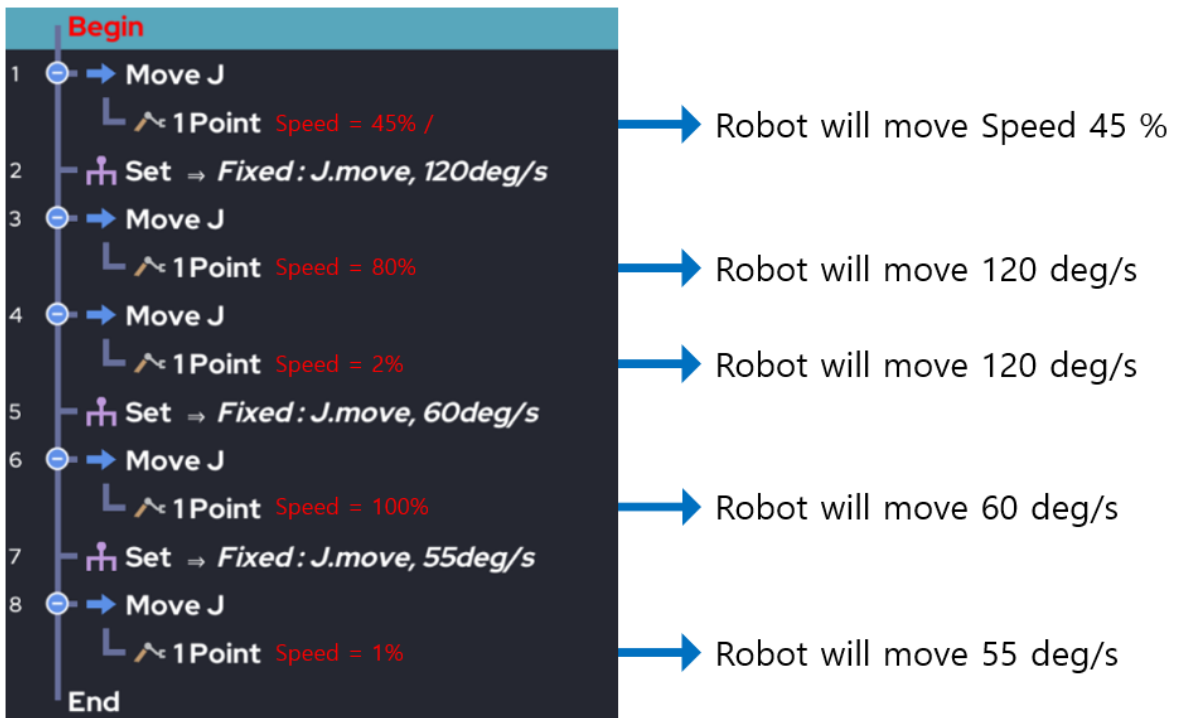 Begin
1 Move J
1 Point Speed = 45% / Robot will move Speed 45 %
2 Set ⇒ Fixed : J.move, 120deg/s
3 Move J
1 Point Speed = 80% Robot will move 120 deg/s
4 Move J
1 Point Speed = 2% Robot will move 120 deg/s
5 Set ⇒ Fixed : J.move, 60deg/s
6 Move J
1 Point Speed = 100% Robot will move 60 deg/s
7 Set ⇒ Fixed : J.move, 55deg/s
8 Move J
1 Point Speed = 1% Robot will move 55 deg/s
End